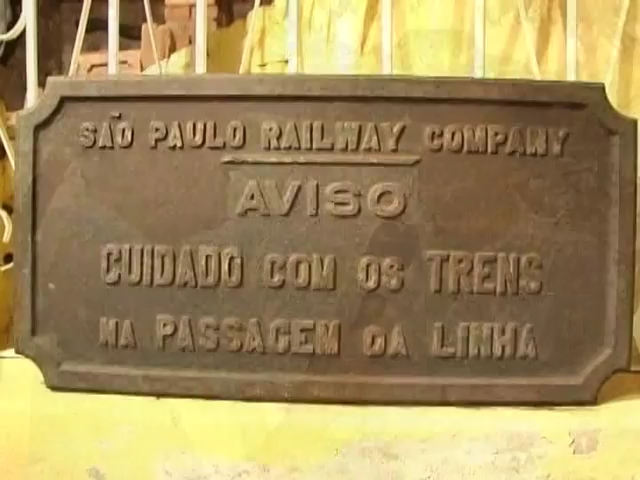 SÃO PAULO RAILWAY COMPANY
AVISO
CUIDADO COM OS TRENS
NA PASSAGEM DA LINHA